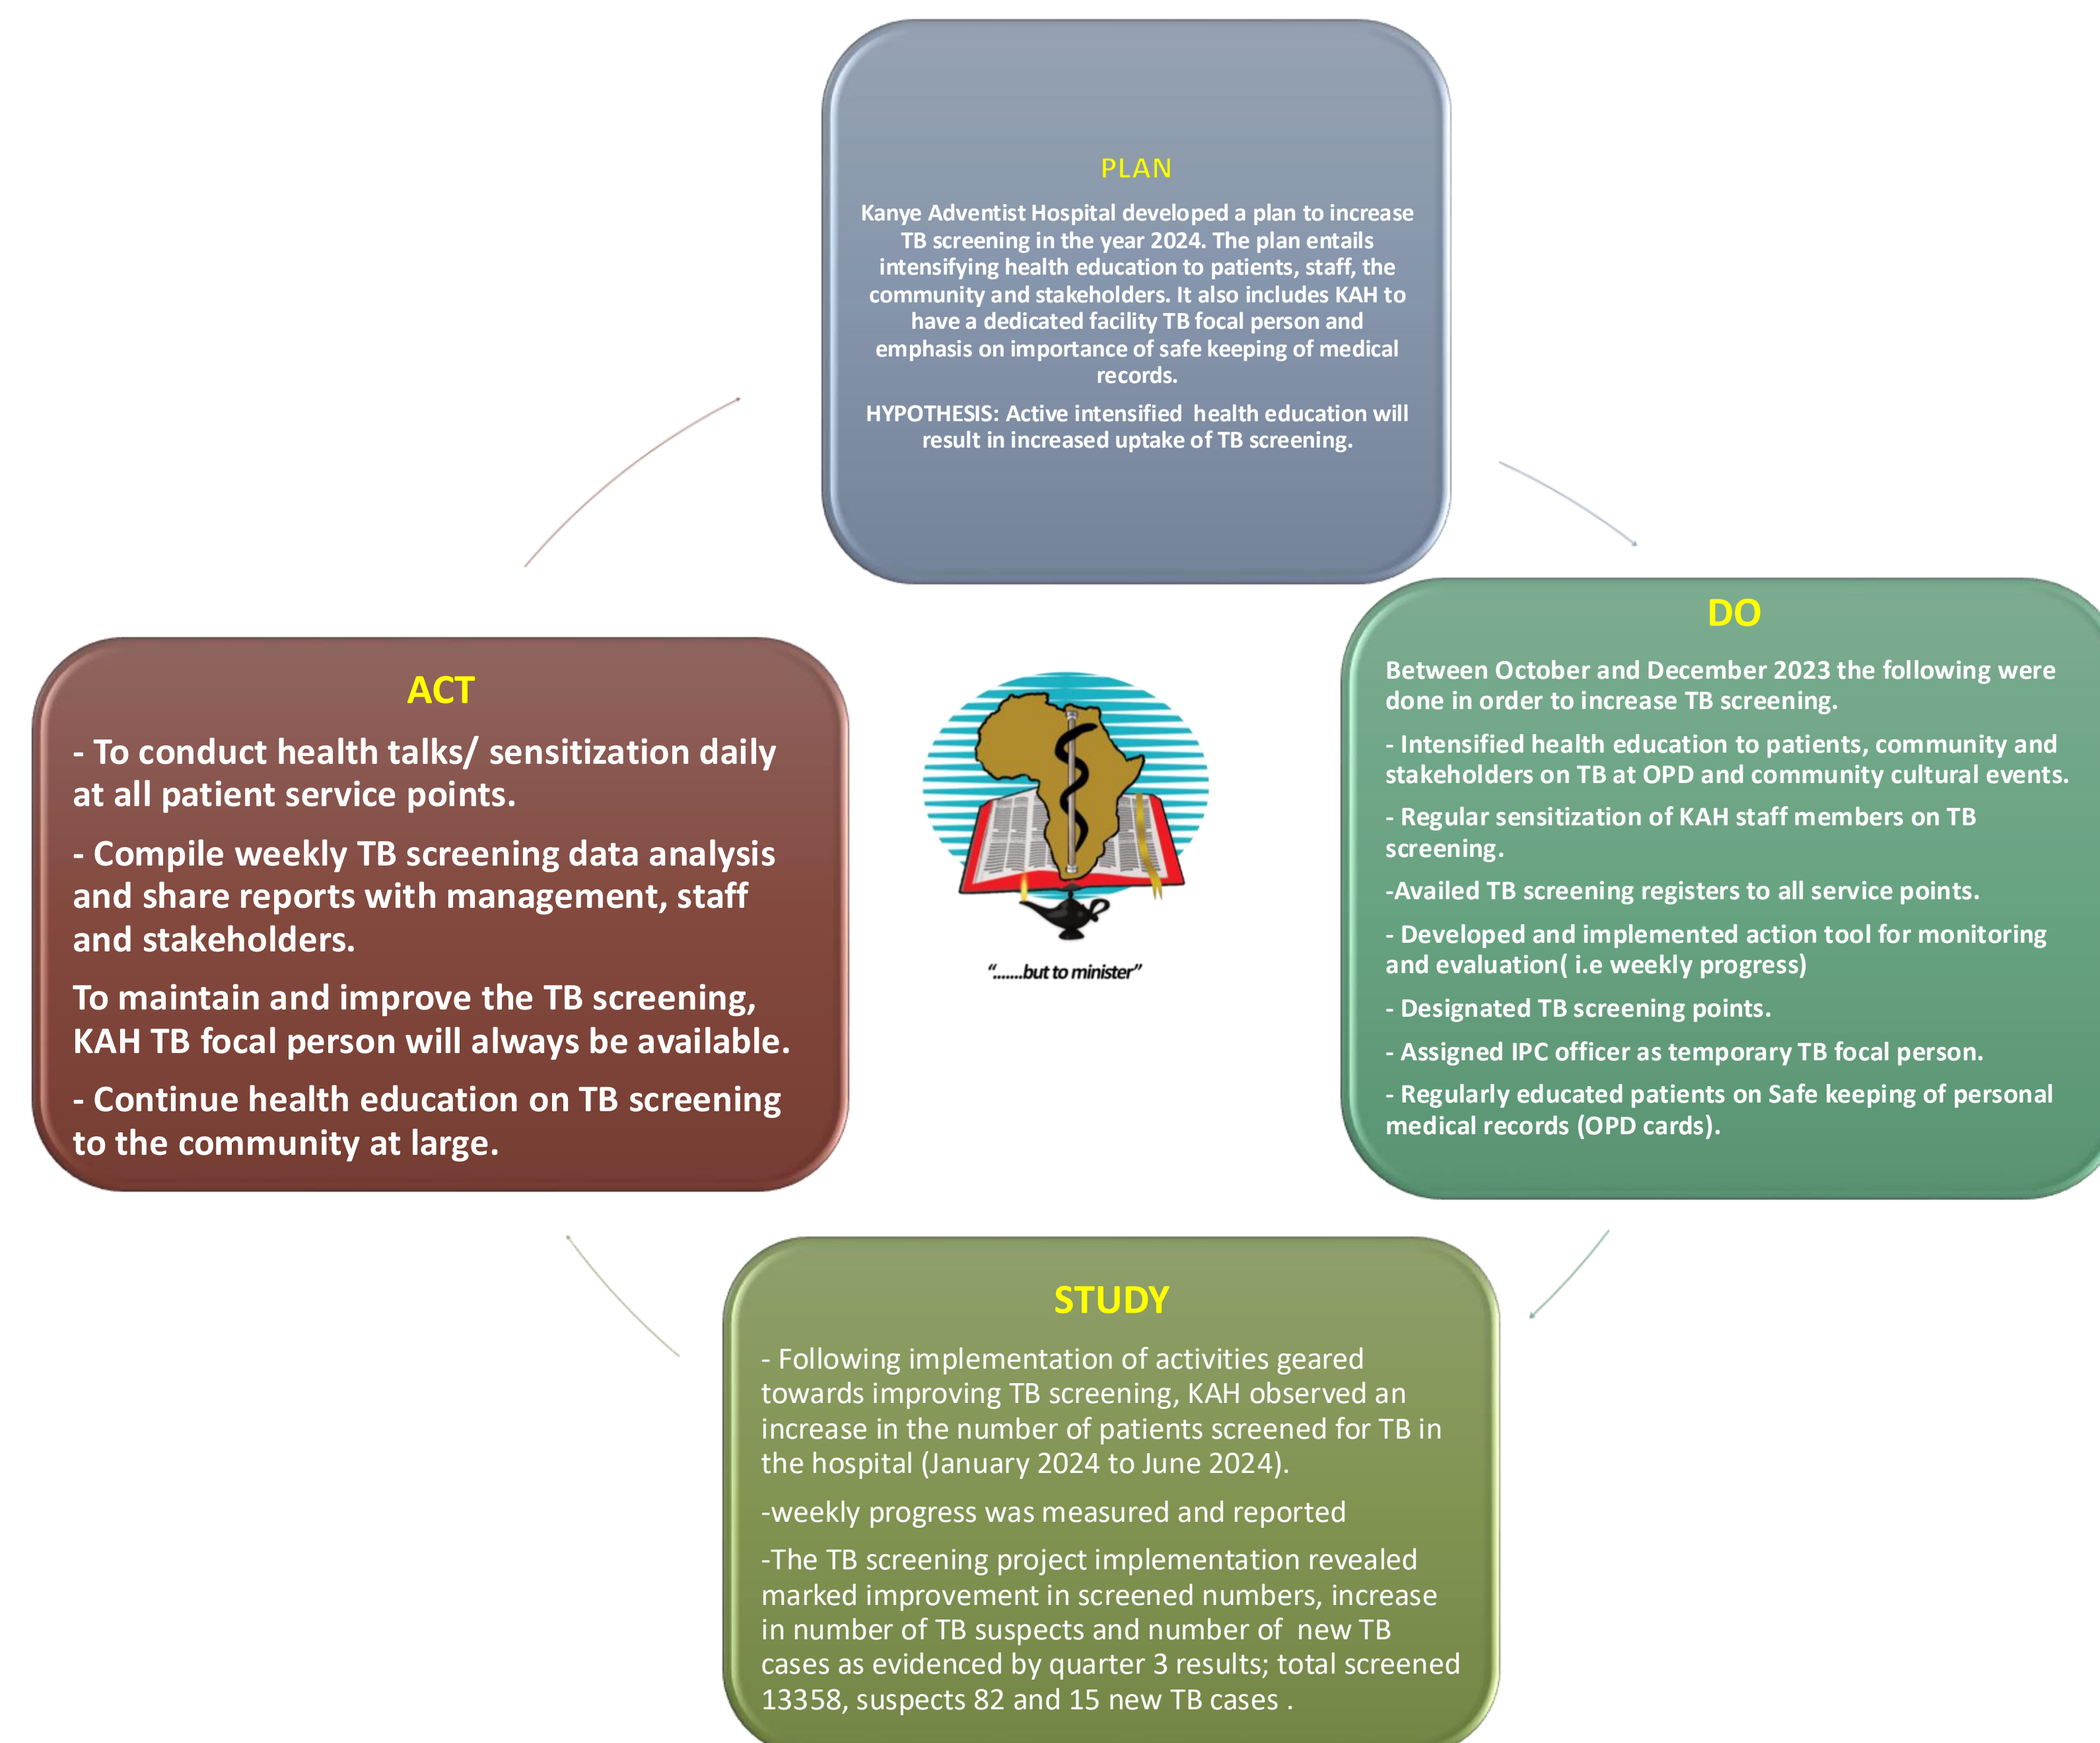 PLAN
Kanye Adventist Hospital developed a plan to increase
TB screening in the year 2024. The plan entails
intensifying health education to patients, staff, the
community and stakeholders. It also includes KAH to
have a dedicated facility TB focal person and
emphasis on importance of safe keeping of medical
records.
HYPOTHESIS: Active intensified  health education will
result in increased uptake of TB screening.
DO
Between October and December 2023 the following were
done in order to increase TB screening.
- Intensified health education to patients, community and
stakeholders on TB at OPD and community cultural events.
- Regular sensitization of KAH staff members on TB
screening.
-Availed TB screening registers to all service points.
- Developed and implemented action tool for monitoring
and evaluation( i.e weekly progress)
- Designated TB screening points.
- Assigned IPC officer as temporary TB focal person.
- Regularly educated patients on Safe keeping of personal
medical records (OPD cards).
STUDY
- Following implementation of activities geared
towards improving TB screening, KAH observed an
increase in the number of patients screened for TB in
the hospital (January 2024 to June 2024).
-weekly progress was measured and reported
-The TB screening project implementation revealed
marked improvement in screened numbers, increase
in number of TB suspects and number of  new TB
cases as evidenced by quarter 3 results; total screened
13358, suspects 82 and 15 new TB cases .
ACT
- To conduct health talks/ sensitization daily
at all patient service points.
- Compile weekly TB screening data analysis
and share reports with management, staff
and stakeholders.
To maintain and improve the TB screening,
KAH TB focal person will always be available.
- Continue health education on TB screening
to the community at large.
“.......but to minister”